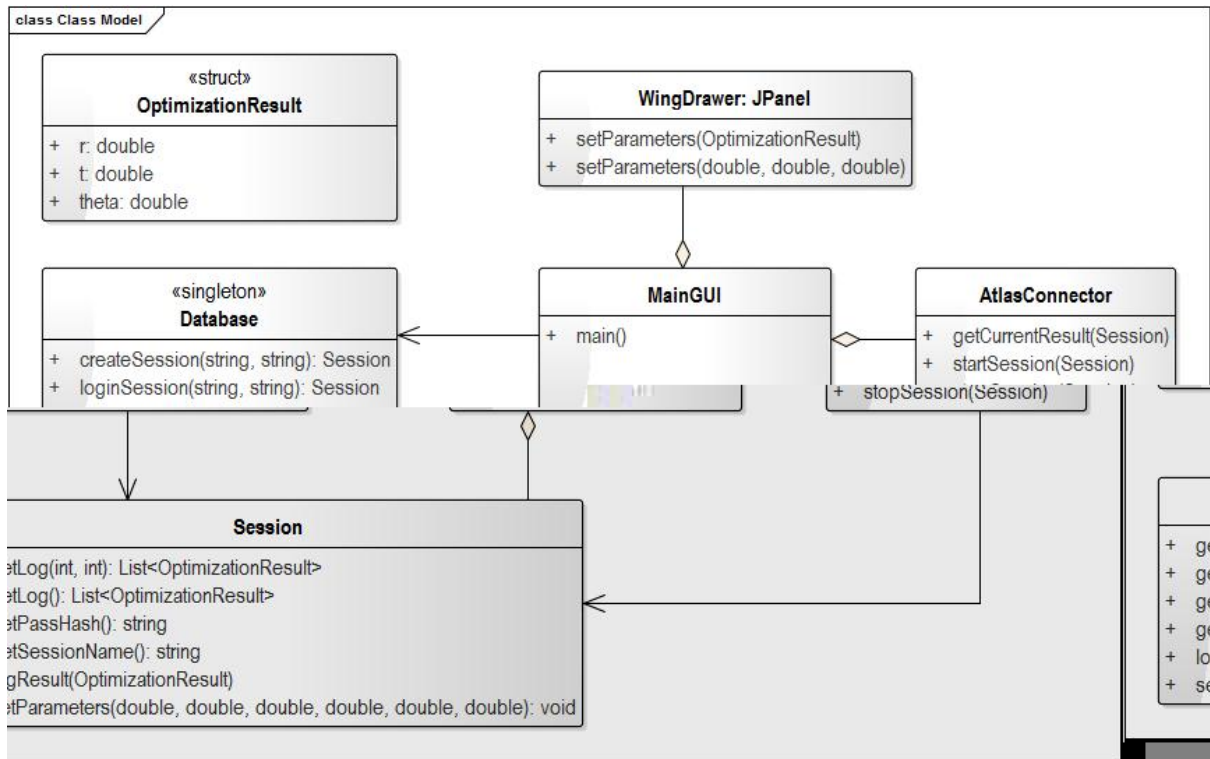 class Class Model
«struct»
OptimizationResult
+ r: double
+ t: double
+ theta: double
WingDrawer: JPanel
+ setParameters(OptimizationResult)
+ setParameters(double, double, double)
«singleton»
Database
+ createSession(string, string): Session
+ loginSession(string, string): Session
MainGUI
+ main()
AtlasConnector
+ getCurrentResult(Session)
+ startSession(Session)
+ stopSession(Session)
Session
etLog(int, int): List<OptimizationResult>
etLog(): List<OptimizationResult>
etPassHash(): string
etSessionName(): string
gResult(OptimizationResult)
etParameters(double, double, double, double, double, double): void
+ ge
+ ge
+ ge
+ ge
+ lo
+ se